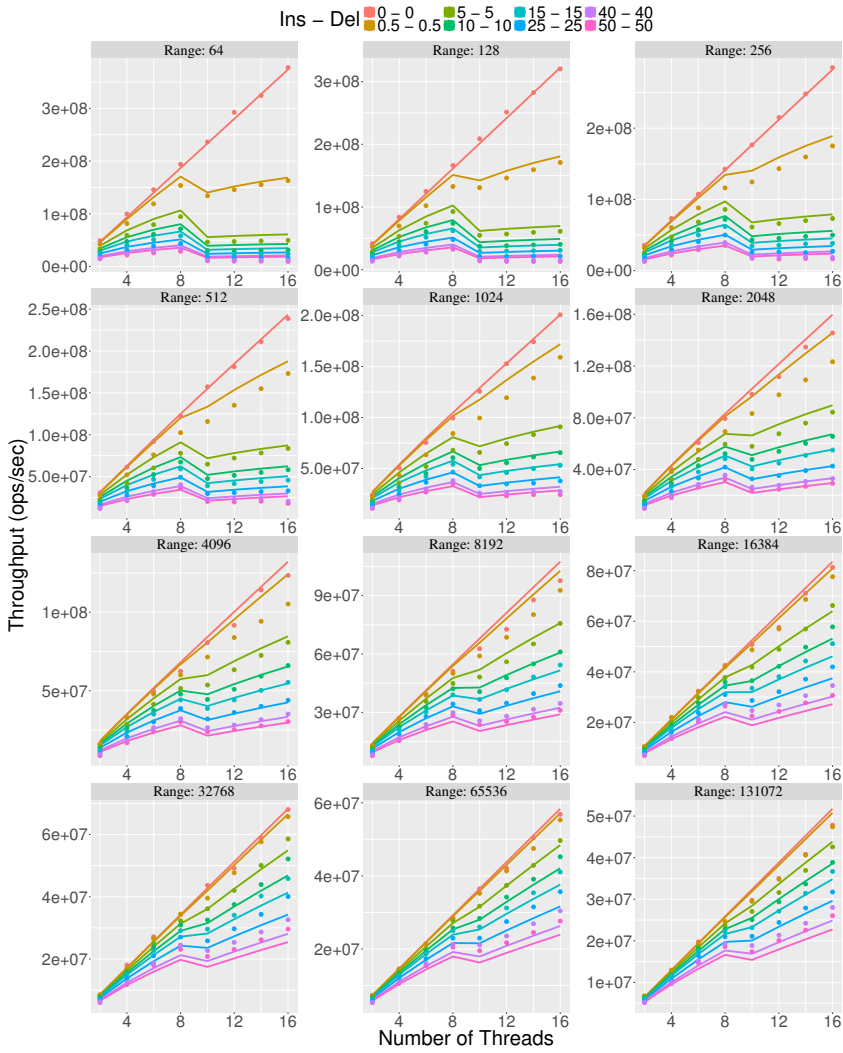 Ins − Del 0 − 0 5 − 5 15 − 15 40 − 40
0.5 − 0.5 10 − 10 25 − 25 50 − 50
Range: 64 Range: 128 Range: 256
3e+08 3e+08 2e+08
2e+08 2e+08 1e+08
1e+08 1e+08 0e+00
0e+00 0e+00
4 8 12 16 4 8 12 16 4 8 12 16
Range: 512 Range: 1024 Range: 2048
2.5e+08 2.0e+08 1.6e+08
2.0e+08 1.5e+08 1.2e+08
1.5e+08 1.0e+08 8.0e+07
1.0e+08 5.0e+07 4.0e+07
5.0e+07
4 8 12 16 4 8 12 16 4 8 12 16
Range: 4096 Range: 8192 Range: 16384
1e+08 9e+07 8e+07
5e+07 6e+07 6e+07
3e+07 4e+07
2e+07
4 8 12 16 4 8 12 16 4 8 12 16
Range: 32768 Range: 65536 Range: 131072
6e+07 6e+07 5e+07
4e+07 4e+07 4e+07
2e+07 2e+07 3e+07
2e+07
1e+07
4 8 12 16 4 8 12 16 4 8 12 16
Throughput (ops/sec)
Number of Threads